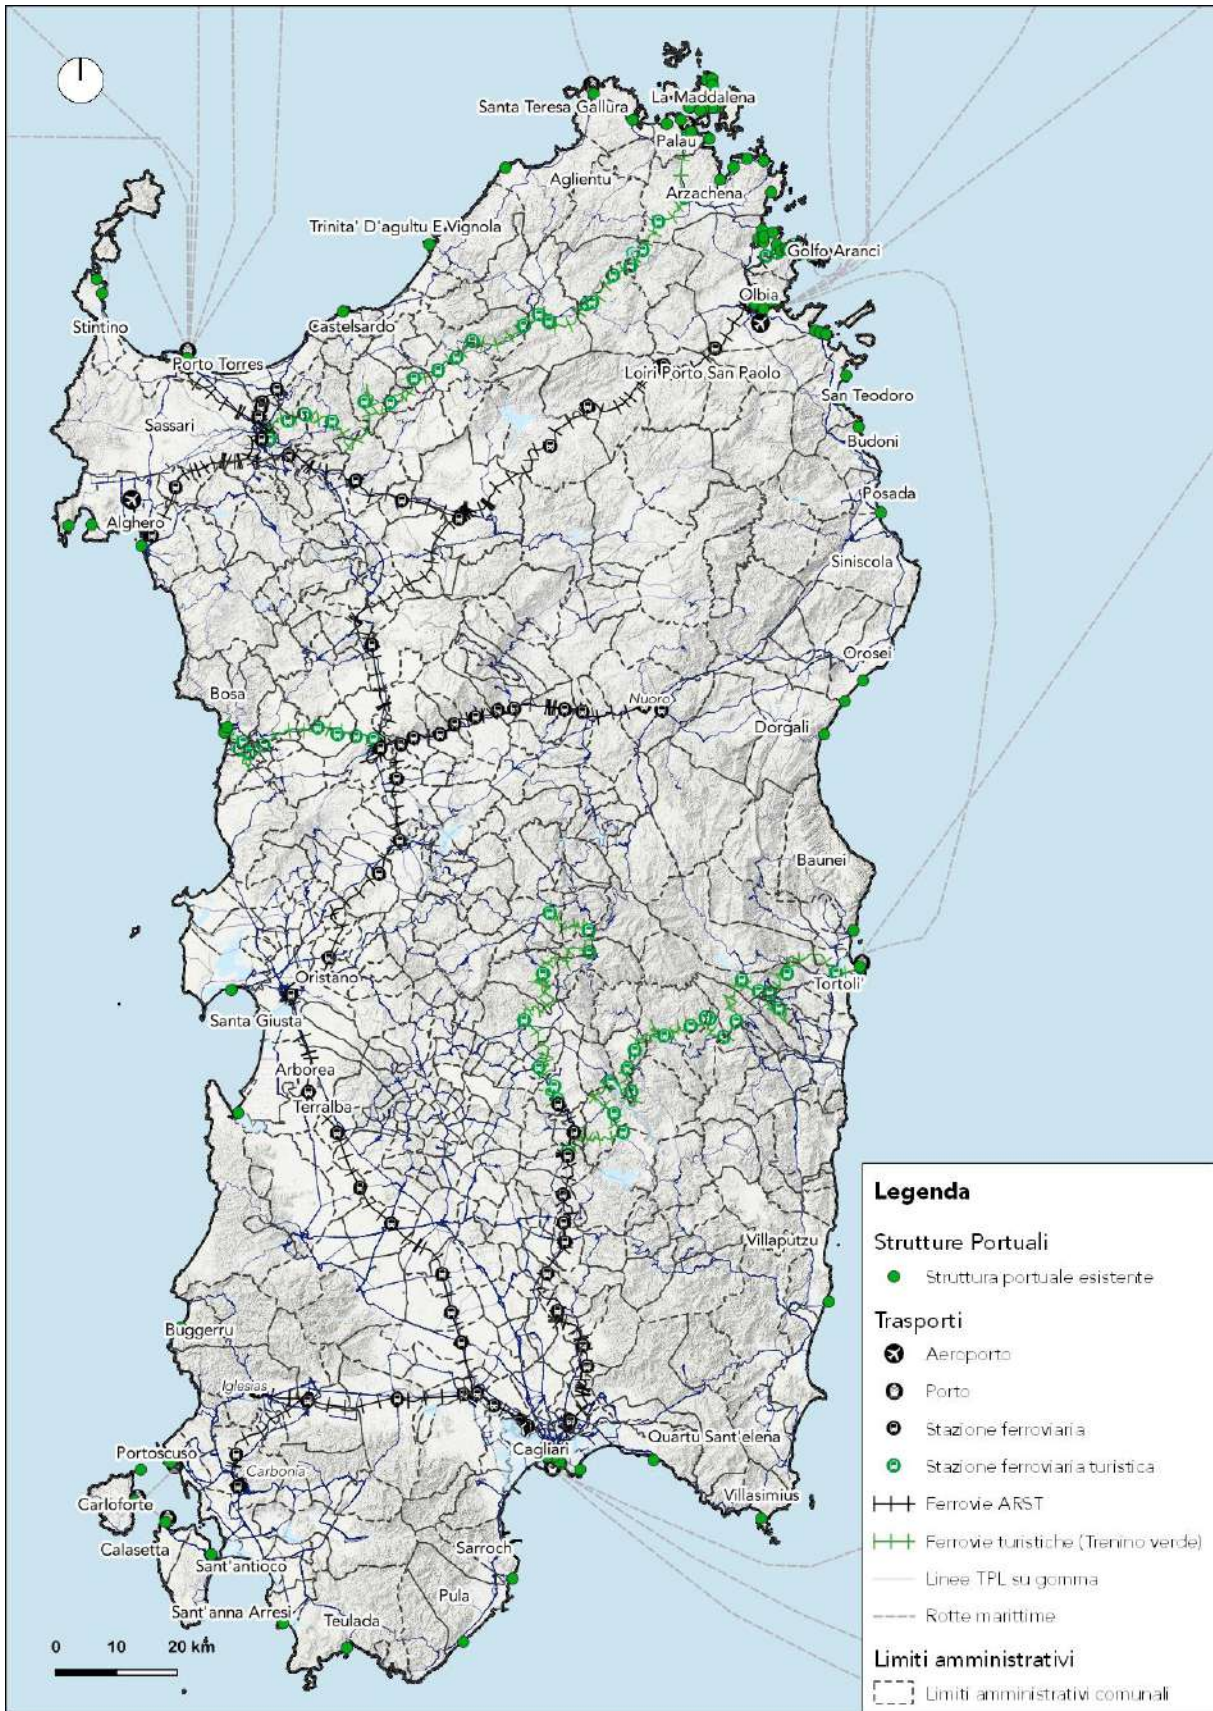 La Maddalena
Santa Teresa Gallùra
Palau
Aglientu
Arzachena
Trinita' D'agultu E Vignola
Golfo Aranci
Olbia
Stintino
Castelsardo
Porto Torres
Loiri Porto San Paolo
San Teodoro
Sassari
Budoni
Posada
Alghero
Siniscola
Orosei
Bosa
Nuoro
Dorgali
Baunei
Oristano
Tortoli'
Santa Giusta
Arborea
Terralba
Villaputzu
Buggerru
Iglesias
Quartu Sant'elena
Cagliari
Portoscuso
Carbonia
Villasimius
Carloforte
Calasetta
Sarroch
Sant'antioco
Pula
Sant'anna Arresi
Teulada
0 10 20 km
Legenda
Strutture Portuali
Struttura portuale esistente
Trasporti
Aeroporto
Porto
Stazione ferroviaria
Stazione ferroviaria turistica
Ferrovie ARST
Ferrovie turistiche (Trenino verde)
Linee TPL su gomma
Rotte marittime
Limiti amministrativi
Limiti amministrativi comunali